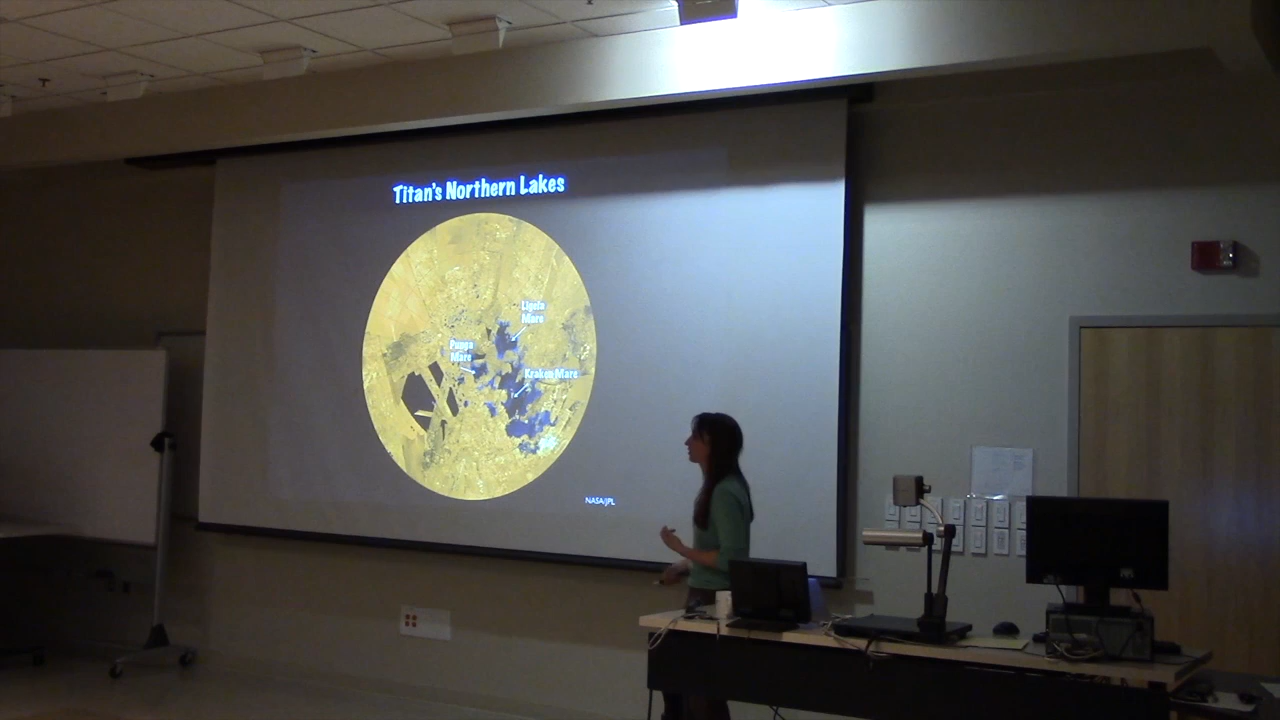 Titan's Northern Lakes
Ligeia
Mare
Punga
Mare
Kraken Mare
NASA/JPL